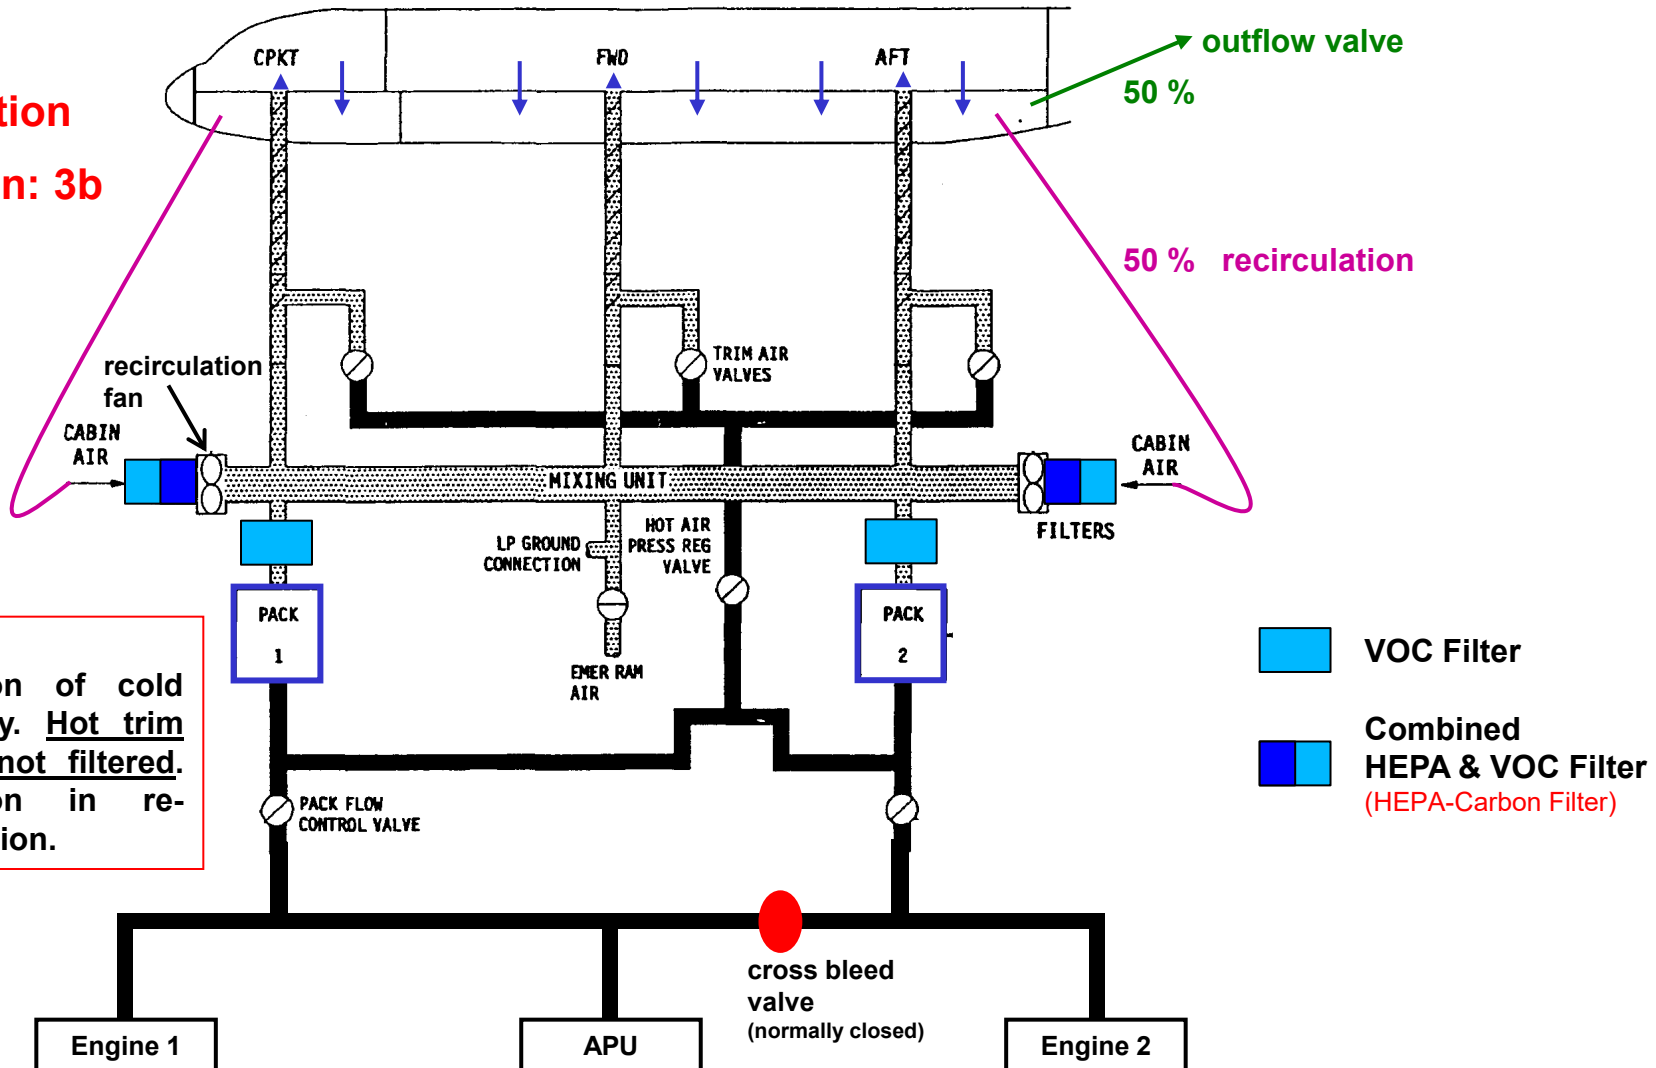 CPKT
FWD
AFT
outflow valve
50 %
tion
n: 3b
50 % recirculation
recirculation
fan
TRIM AIR
VALVES
CABIN
AIR
CABIN
AIR
MIXING UNIT
FILTERS
LP GROUND
CONNECTION
HOT AIR
PRESS REG
VALVE
PACK
1
EMER RAM
AIR
PACK
2
on of cold
y. Hot trim
not filtered.
on in re-
ion.
VOC Filter
Combined
HEPA & VOC Filter
(HEPA-Carbon Filter)
PACK FLOW
CONTROL VALVE
cross bleed
valve
(normally closed)
Engine 1
APU
Engine 2